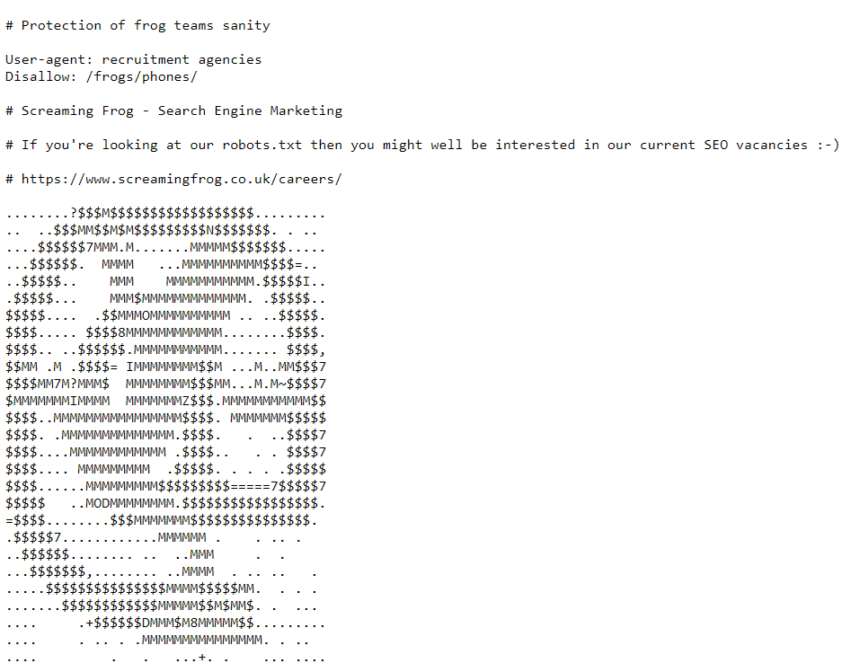 # Protection of frog teams sanity
User-agent: recruitment agencies
Disallow: /frogs/phones/
# Screaming Frog - Search Engine Marketing
# If you're looking at our robots.txt then you might well be interested in our current SEO vacancies :-)
# https://www.screamingfrog.co.uk/careers/
........?$$$M$$$$$$$$$$$$$$$$$$.........
..  ..$$$MM$$M$M$$$$$$$$$N$$$$$$$. . ..
....$$$$$$7MMM.M.......MMMMM$$$$$$$.....
...$$$$$$.  MMMM   ...MMMMMMMMMM$$$$=..
..$$$$$..    MMM    MMMMMMMMMMM.$$$$$I..
.$$$$$...    MMM$MMMMMMMMMMMMM. .$$$$$..
$$$$$....  .$$MMMOMMMMMMMMMM .. ..$$$$$.
$$$$..... $$$$8MMMMMMMMMMMM........$$$$.
$$$$.. ..$$$$$$.MMMMMMMMMMM....... $$$$,
$$MM .M .$$$$= IMMMMMMMM$$M ...M..MM$$$7
$$$$MM7M?MMM$  MMMMMMMM$$$MM...M.M~$$$$7
$MMMMMMMIMMMM  MMMMMMMZ$$$.MMMMMMMMMMM$$
$$$$..MMMMMMMMMMMMMMMM$$$$. MMMMMMM$$$$$
$$$$. .MMMMMMMMMMMMMM.$$$$.   .  ..$$$$7
$$$$....MMMMMMMMMMMM .$$$$..   . . $$$$7
$$$$.... MMMMMMMMM  .$$$$$. . . . .$$$$$
$$$$......MMMMMMMMM$$$$$$$$$=====7$$$$$7
$$$$$   ..MODMMMMMMMM.$$$$$$$$$$$$$$$$$.
=$$$$........$$$MMMMMMM$$$$$$$$$$$$$$$.
.$$$$$7............MMMMMM .    . .. .
..$$$$$$........ ..  ..MMM     .  .
...$$$$$$$,........ ..MMMM  . .. ..   .
.....$$$$$$$$$$$$$$$MMMM$$$$$MM.  . . .
.......$$$$$$$$$$$$MMMMM$$M$MM$. .  ...
....     .+$$$$$$DMMM$M8MMMMM$$.........
....     . .. . .MMMMMMMMMMMMMMM. . ..
....         .   .   ...+. .    ... ....